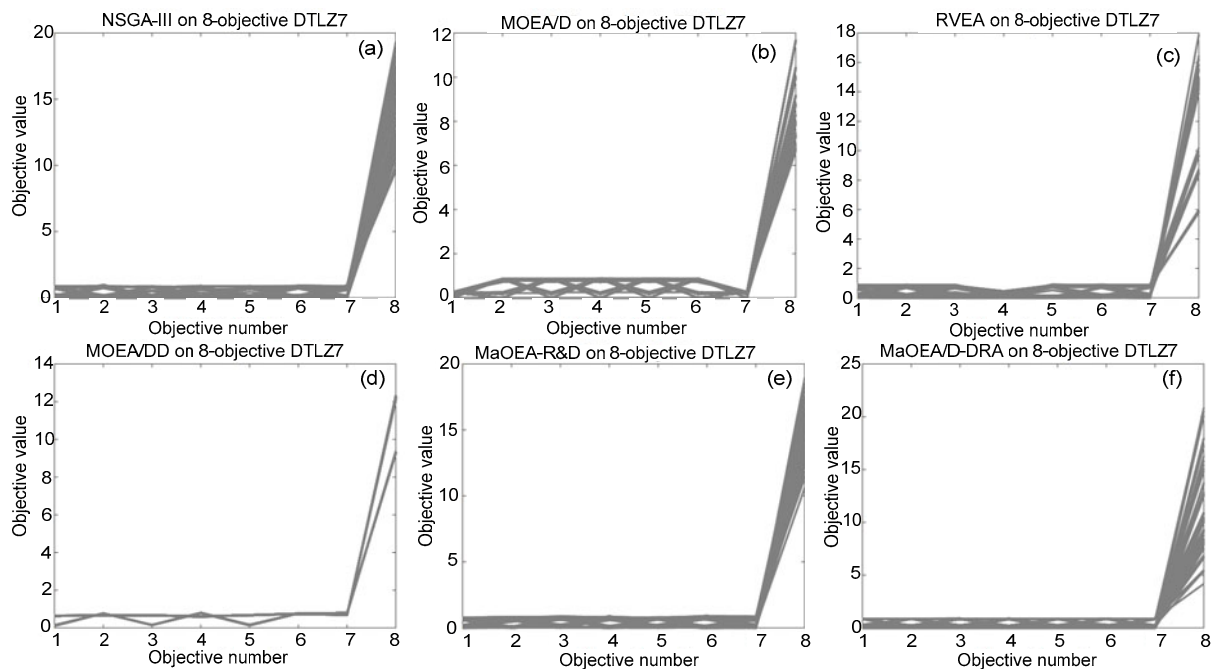 NSGA-III on 8-objective DTLZ7
(a)
Objective value
20
15
10
5
0
1 2 3 4 5 6 7 8
Objective number
MOEA/D on 8-objective DTLZ7
(b)
Objective value
12
10
8
6
4
2
0
1 2 3 4 5 6 7 8
Objective number
RVEA on 8-objective DTLZ7
(c)
Objective value
18
16
14
12
10
8
6
4
2
0
1 2 3 4 5 6 7 8
Objective number
MOEA/DD on 8-objective DTLZ7
(d)
Objective value
14
12
10
8
6
4
2
0
1 2 3 4 5 6 7 8
Objective number
MaOEA-R&D on 8-objective DTLZ7
(e)
Objective value
20
15
10
5
0
1 2 3 4 5 6 7 8
Objective number
MaOEA/D-DRA on 8-objective DTLZ7
(f)
Objective value
25
20
15
10
5
0
1 2 3 4 5 6 7 8
Objective number